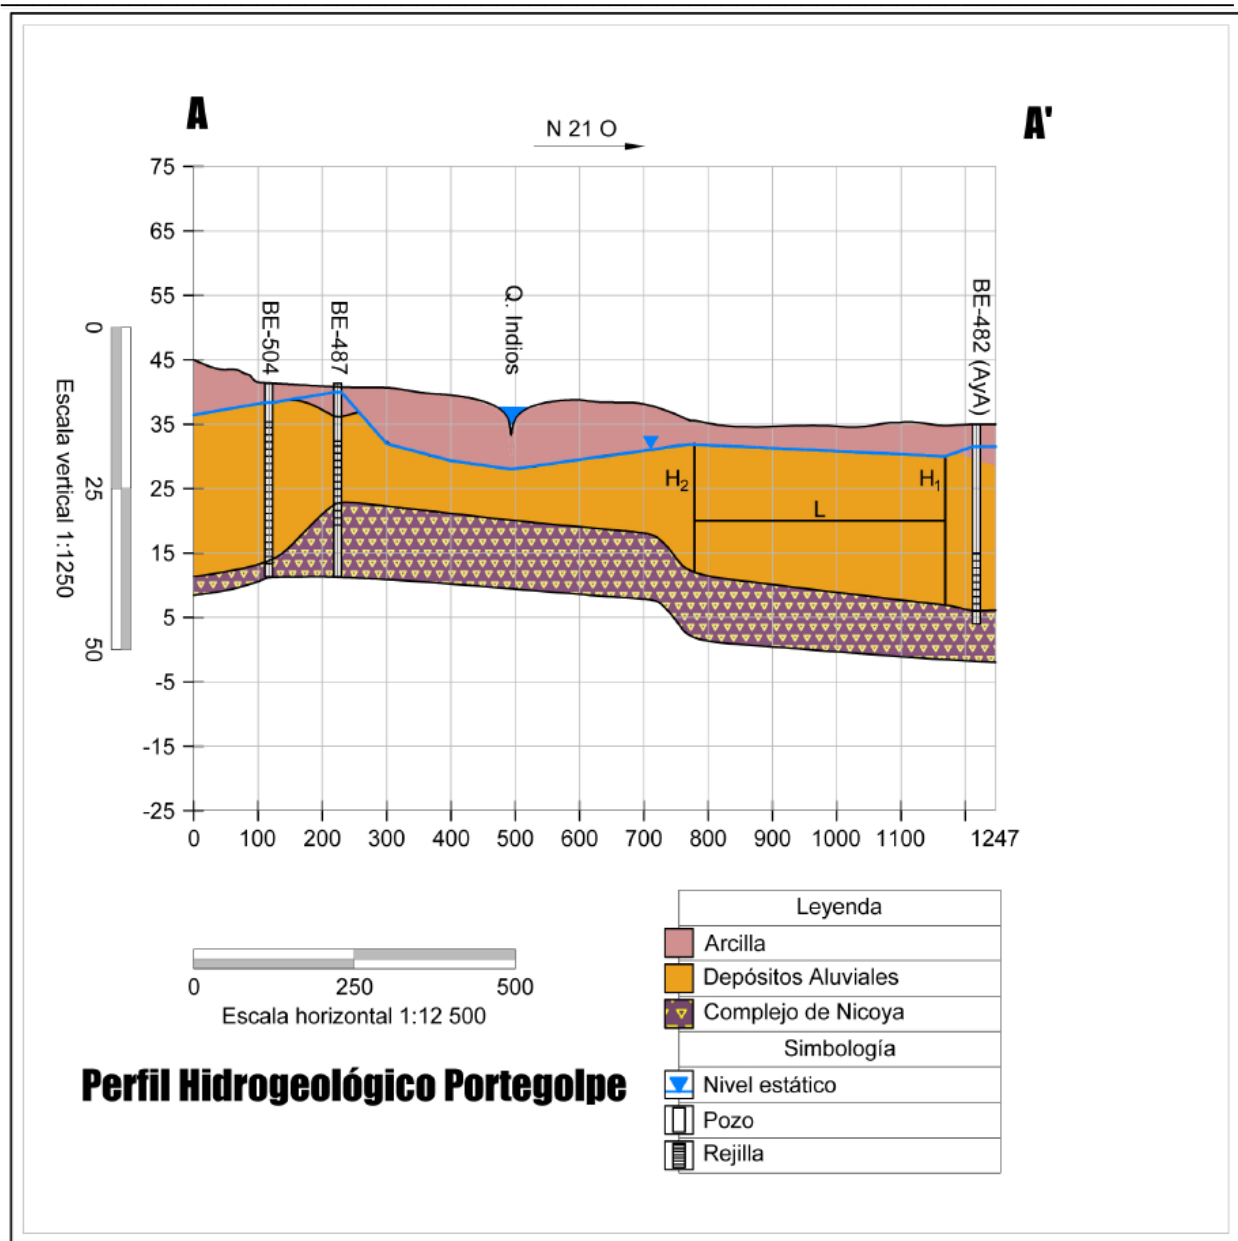 A
A'
N 21 O
75
65
55
45
35
25
15
5
-5
-15
-25
0
25
50
Escala vertical 1:1250
BE-504
BE-487
Q. Indios
BE-482 (AyA)
H2
H1
L
0 100 200 300 400 500 600 700 800 900 1000 1100 1247
0 250 500
Escala horizontal 1:12 500
Perfil Hidrogeológico Portegolpe
Leyenda
Arcilla
Depósitos Aluviales
Complejo de Nicoya
Simbología
Nivel estático
Pozo
Rejilla